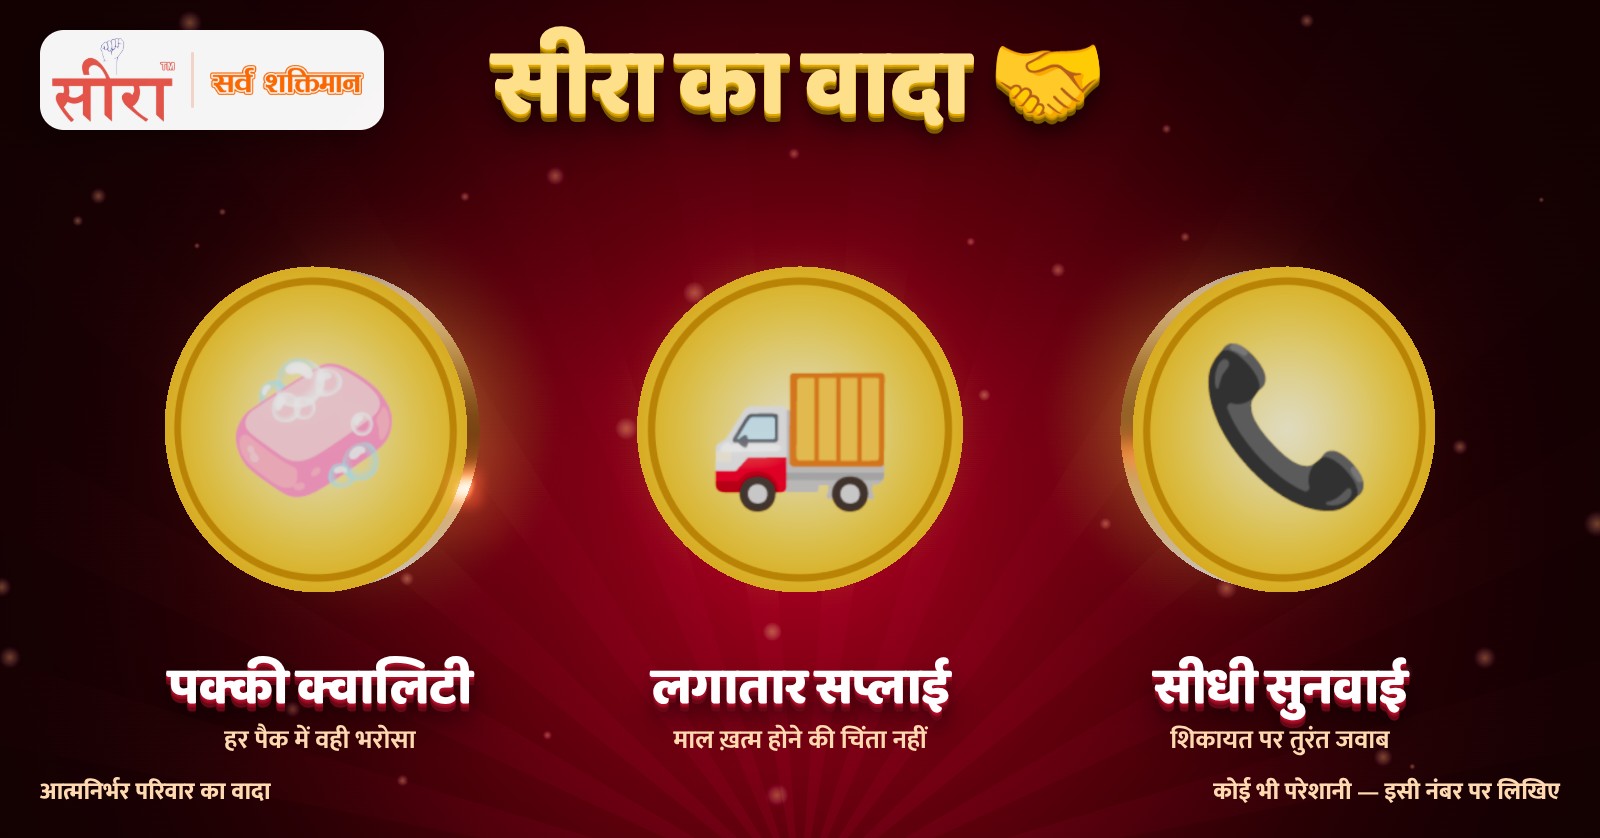 सीरा™ | सर्व शक्तिमान
सीरा का वादा 🤝
पक्की क्वालिटी
हर पैक में वही भरोसा
लगातार सप्लाई
माल ख़त्म होने की चिंता नहीं
सीधी सुनवाई
शिकायत पर तुरंत जवाब
आत्मनिर्भर परिवार का वादा
कोई भी परेशानी — इसी नंबर पर लिखिए